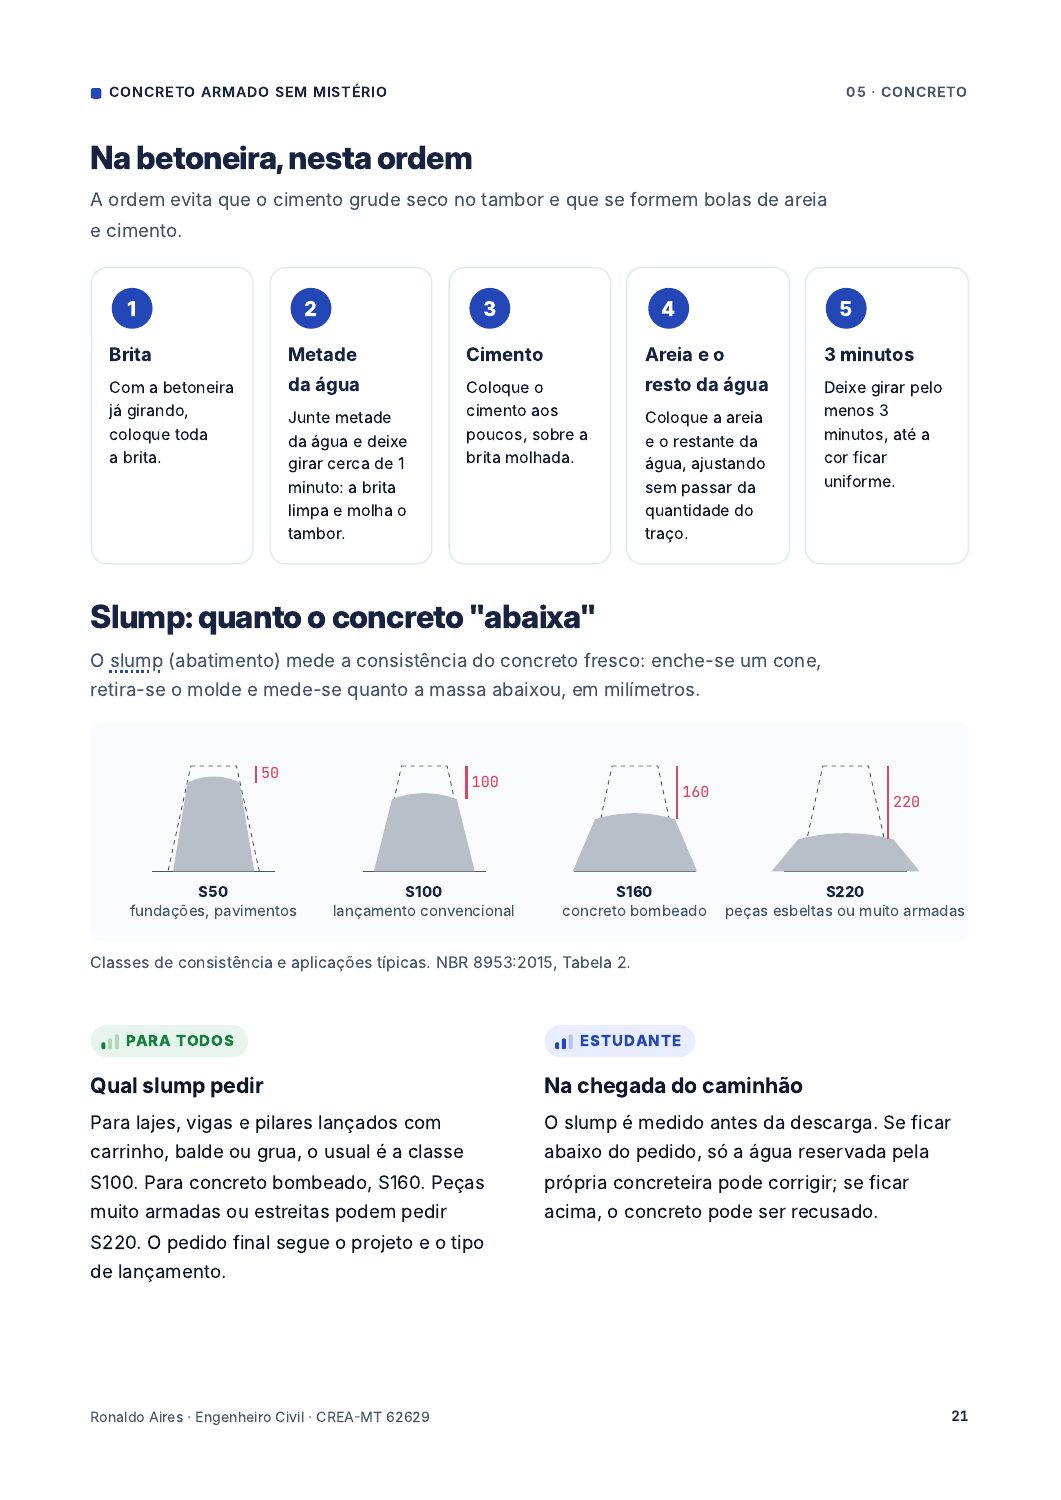 CONCRETO ARMADO SEM MISTÉRIO
05 · CONCRETO
Na betoneira, nesta ordem
A ordem evita que o cimento grude seco no tambor e que se formem bolas de areia
e cimento.
1
Brita
Com a betoneira
já girando,
coloque toda
a brita.
2
Metade
da água
Junte metade
da água e deixe
girar cerca de 1
minuto: a brita
limpa e molha o
tambor.
3
Cimento
Coloque o
cimento aos
poucos, sobre a
brita molhada.
4
Areia e o
resto da água
Coloque a areia
e o restante da
água, ajustando
sem passar da
quantidade do
traço.
5
3 minutos
Deixe girar pelo
menos 3
minutos, até a
cor ficar
uniforme.
Slump: quanto o concreto "abaixa"
O slump (abatimento) mede a consistência do concreto fresco: enche-se um cone,
retira-se o molde e mede-se quanto a massa abaixou, em milímetros.
50
S50
fundações, pavimentos
100
S100
lançamento convencional
160
S160
concreto bombeado
220
S220
peças esbeltas ou muito armadas
Classes de consistência e aplicações típicas. NBR 8953:2015, Tabela 2.
PARA TODOS
Qual slump pedir
Para lajes, vigas e pilares lançados com
carrinho, balde ou grua, o usual é a classe
S100. Para concreto bombeado, S160. Peças
muito armadas ou estreitas podem pedir
S220. O pedido final segue o projeto e o tipo
de lançamento.
ESTUDANTE
Na chegada do caminhão
O slump é medido antes da descarga. Se ficar
abaixo do pedido, só a água reservada pela
própria concreteira pode corrigir; se ficar
acima, o concreto pode ser recusado.
Ronaldo Aires · Engenheiro Civil · CREA-MT 62629
21